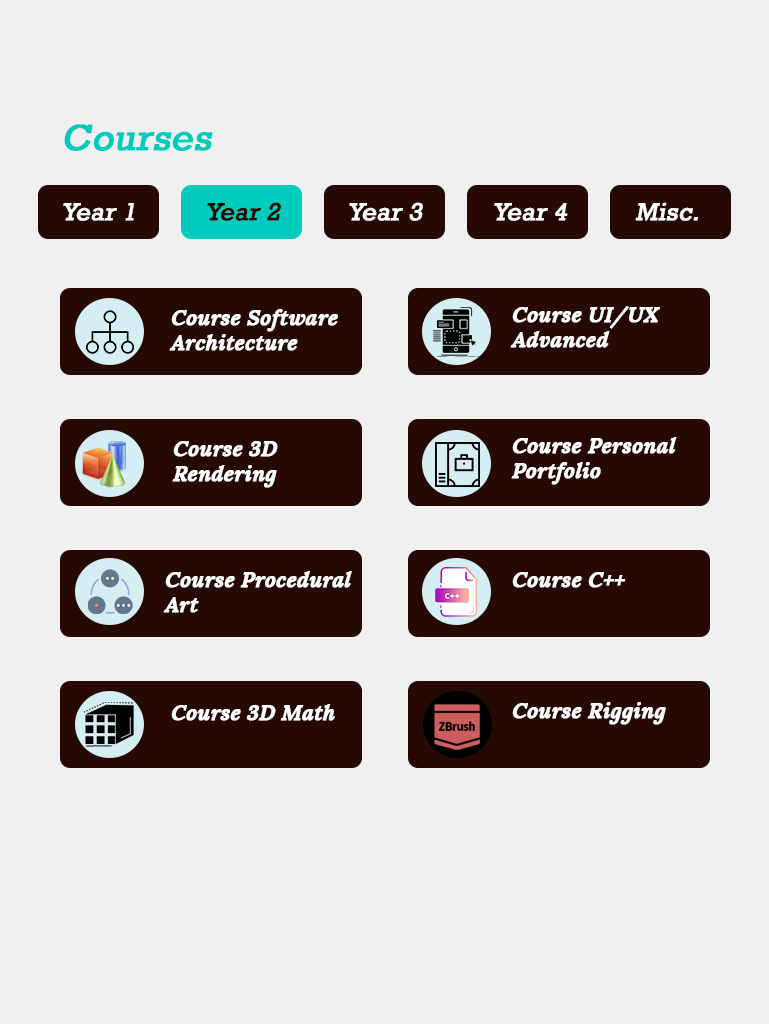 Courses
Year 1
Year 2
Year 3
Year 4
Misc.
Course Software
Architecture
Course UI/UX
Advanced
Course 3D
Rendering
Course Personal
Portfolio
Course Procedural
Art
C++
Course C++
Course 3D Math
ZBrush
Course Rigging